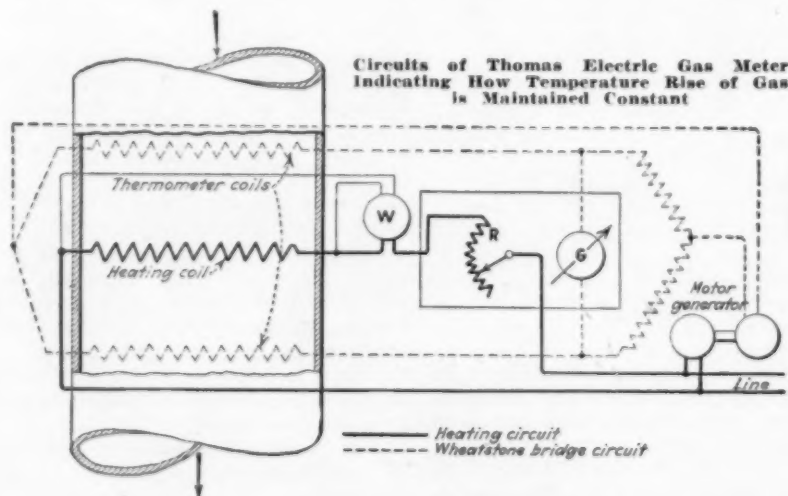 Circuits of Thomas Electric Gas Meter
Indicating How Temperature Rise of Gas
is Maintained Constant
Thermometer coils
W
R
G
Heating coil
Motor
generator
Line
Heating circuit
Wheatstone bridge circuit